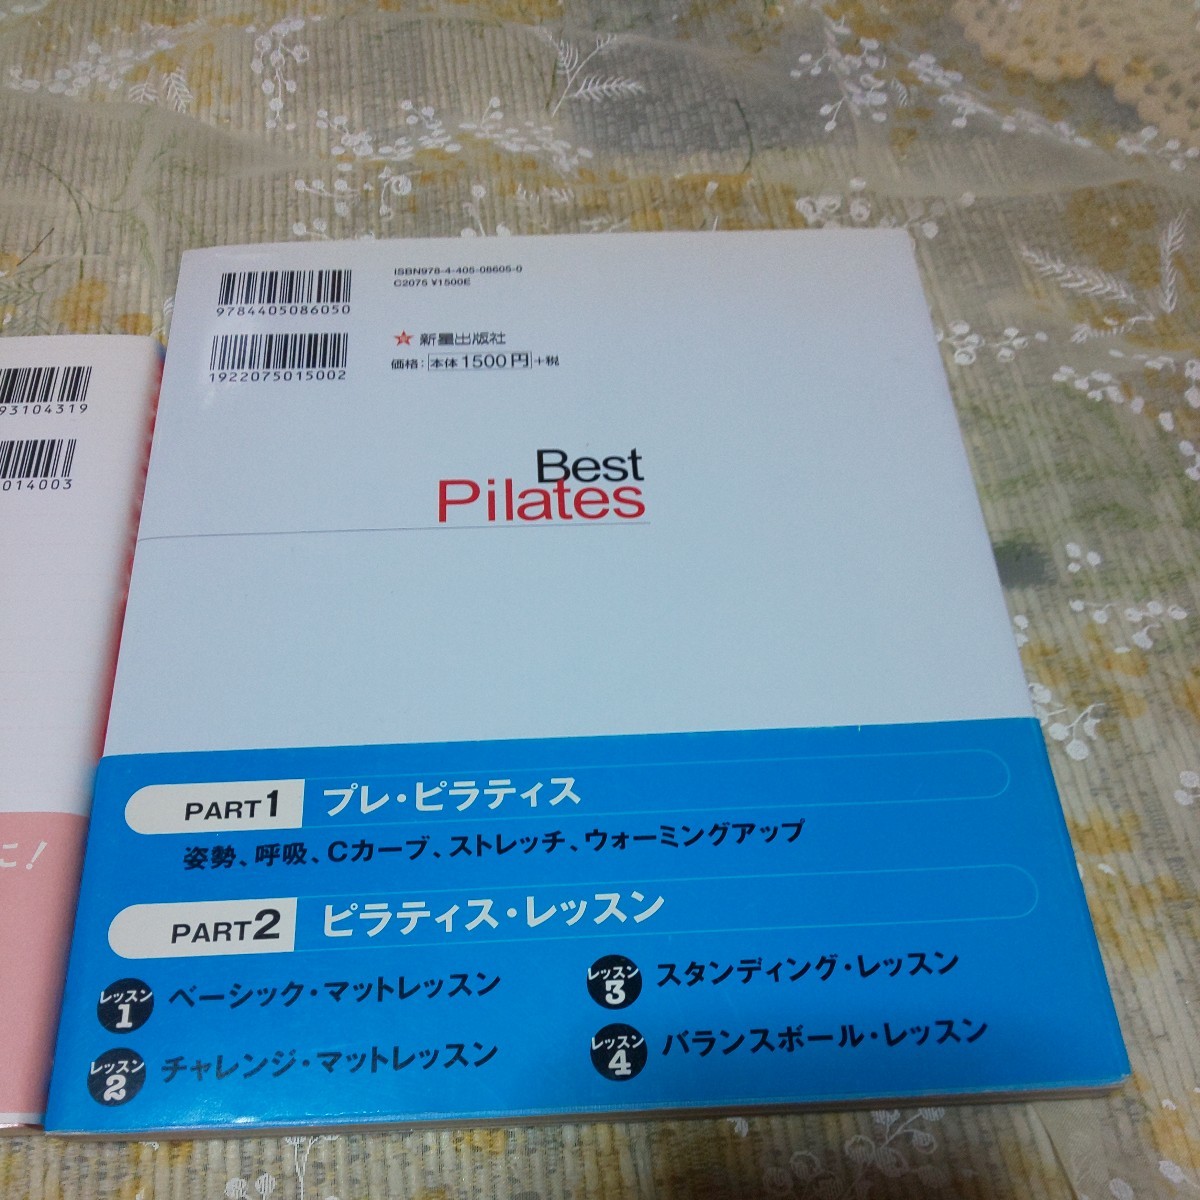 93104319
014003
に!
9784405086050
1922075015002
ISBN978-4-405-08605-0
C2075 ¥1500E
新星出版社
価格:本体1500円+税
Best
Pilates
PART1 プレ・ピラティス
姿勢、呼吸、Cカーブ、ストレッチ、ウォーミングアップ
PART2 ピラティス・レッスン
レッスン1 ベーシック・マットレッスン
レッスン2 チャレンジ・マットレッスン
レッスン3 スタンディング・レッスン
レッスン4 バランスボール・レッスン